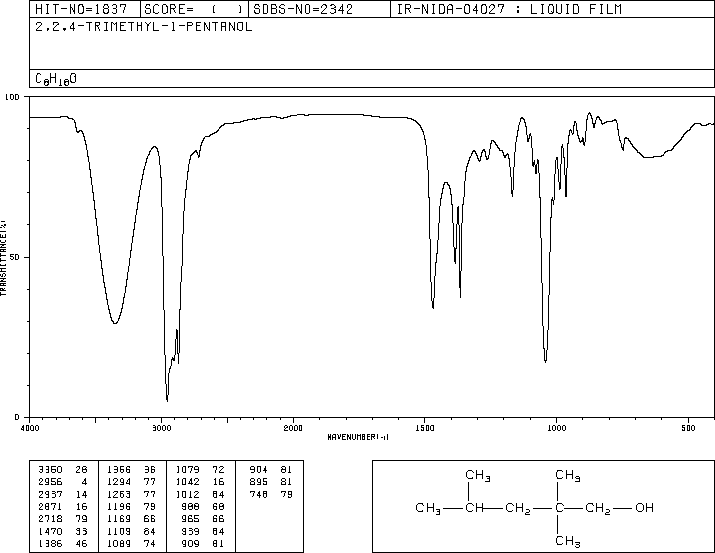 HIT-NO=1837 SCORE= ( ) SDBS-NO=2342 IR-NIDA-04027 : LIQUID FILM
2,2,4-TRIMETHYL-1-PENTANOL
C8H18O
100
50
0
TRANSMITTANCE(%)
4000 3000 2000 1500 1000 500
WAVENUMBER(-1)
3360 28 1366 36 1079 72 904 81
2956 4 1294 77 1042 16 895 81
2937 14 1263 77 1012 64 748 79
2871 16 1196 79 988 68
2718 79 1169 66 965 66
1470 33 1109 84 939 84
1386 46 1089 74 909 81
CH3 CH3
CH3 CH CH2 C CH2 OH
CH3